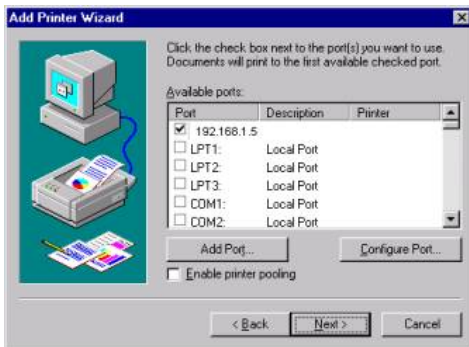 Add Printer Wizard
Click the check box next to the port(s) you want to use.
Documents will print to the first available checked port.
Available ports:
Port Description Printer
192.168.1.5
LPT1: Local Port
LPT2: Local Port
LPT3: Local Port
COM1: Local Port
COM2: Local Port
Add Port... Configure Port...
Enable printer pooling
< Back Next > Cancel